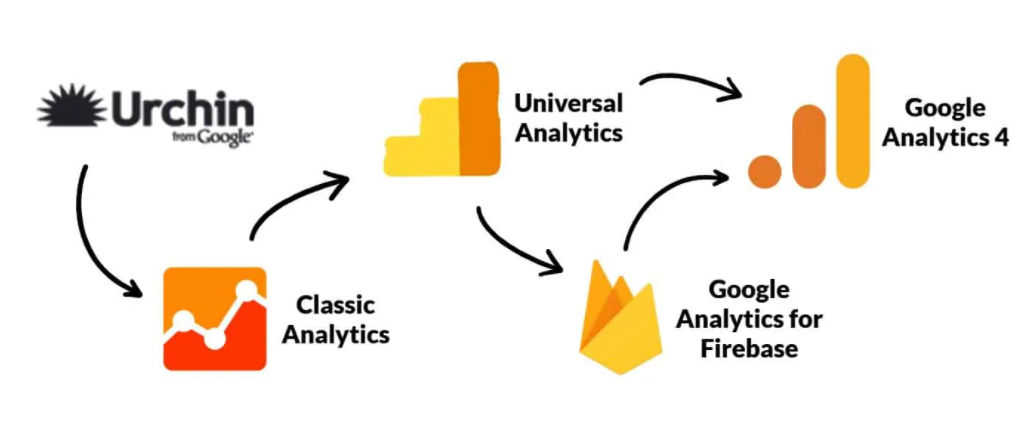 Urchin
from Google
Classic
Analytics
Universal
Analytics
Google
Analytics for
Firebase
Google
Analytics 4